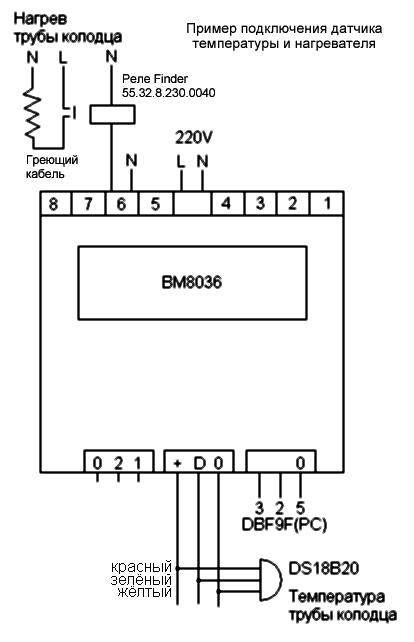 Нагрев
трубы колодца
Пример подключения датчика
температуры и нагревателя
N L N
Реле Finder
55.32.8.230.0040
Греющий
кабель
N
220V
L N
8 7 6 5 4 3 2 1
BM8036
0 2 1 + D 0 0
3 2 5
DBF9F(PC)
красный
зелёный
жёлтый
DS18B20
Температура
трубы колодца